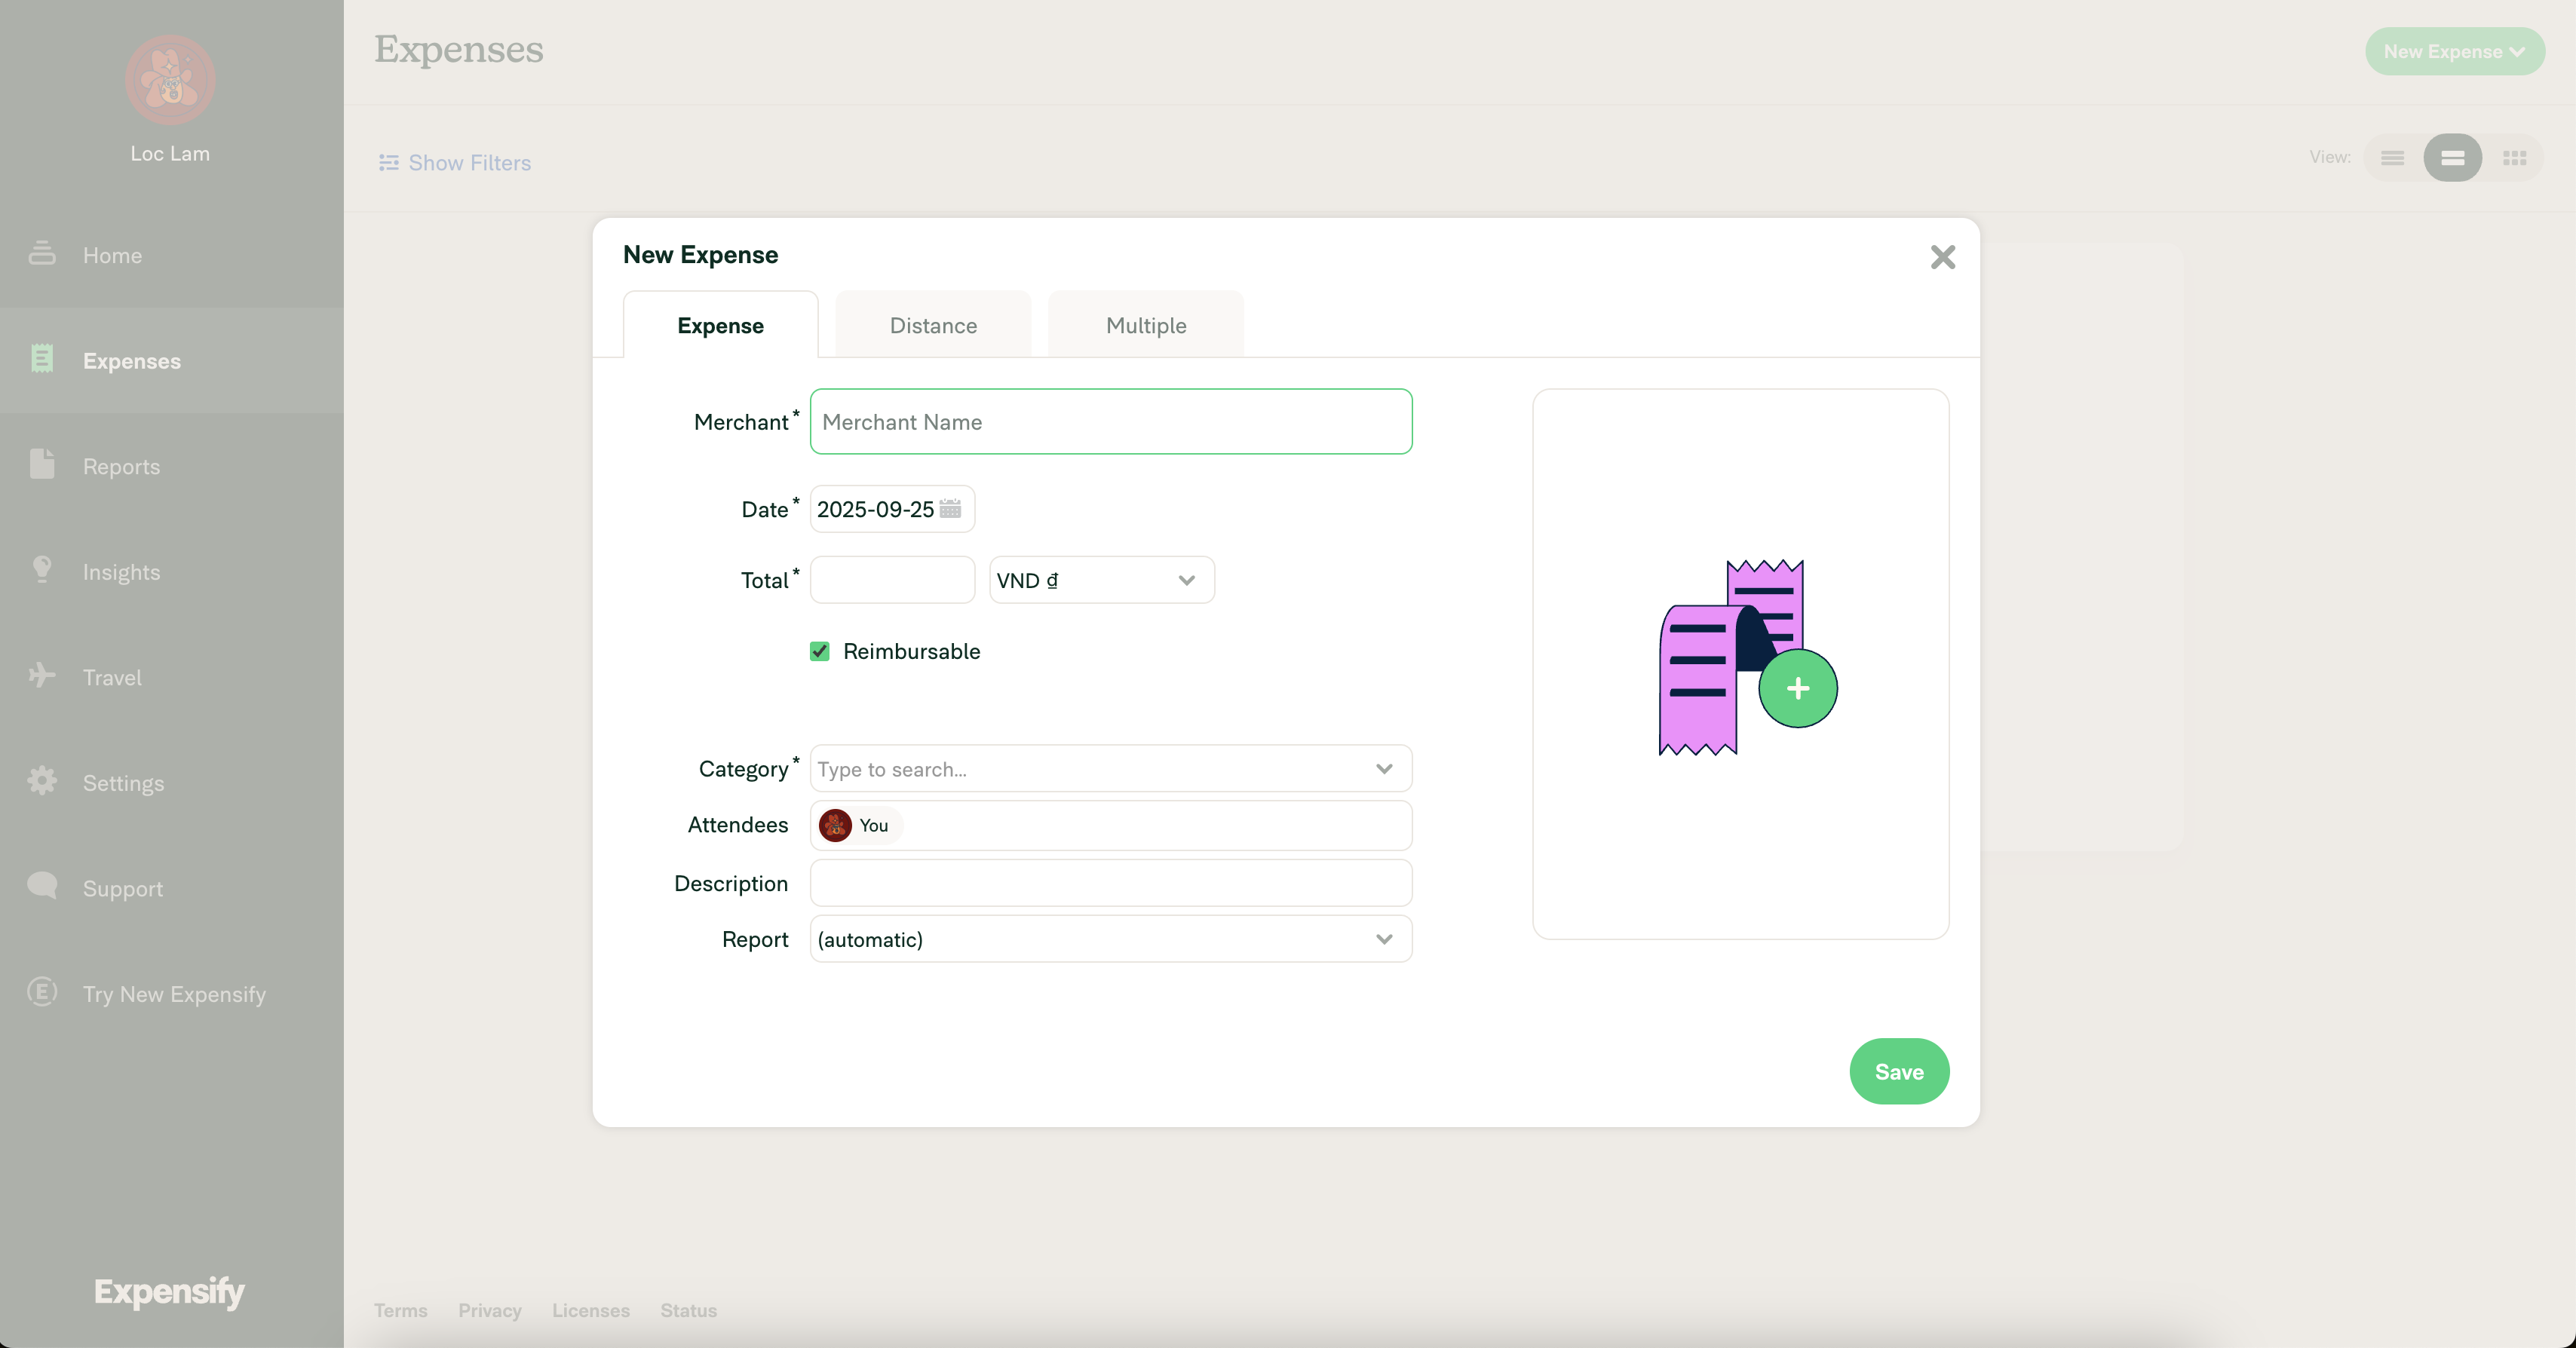 Loc Lam
Home
Expenses
Reports
Insights
Travel
Settings
Support
Try New Expensify
Expensify
Expenses
New Expense
Show Filters
View:
New Expense
Expense
Distance
Multiple
Merchant *
Merchant Name
Date *
2025-09-25
Total *
VND ₫
Reimbursable
Category *
Type to search...
Attendees
You
Description
Report
(automatic)
Save
Terms
Privacy
Licenses
Status